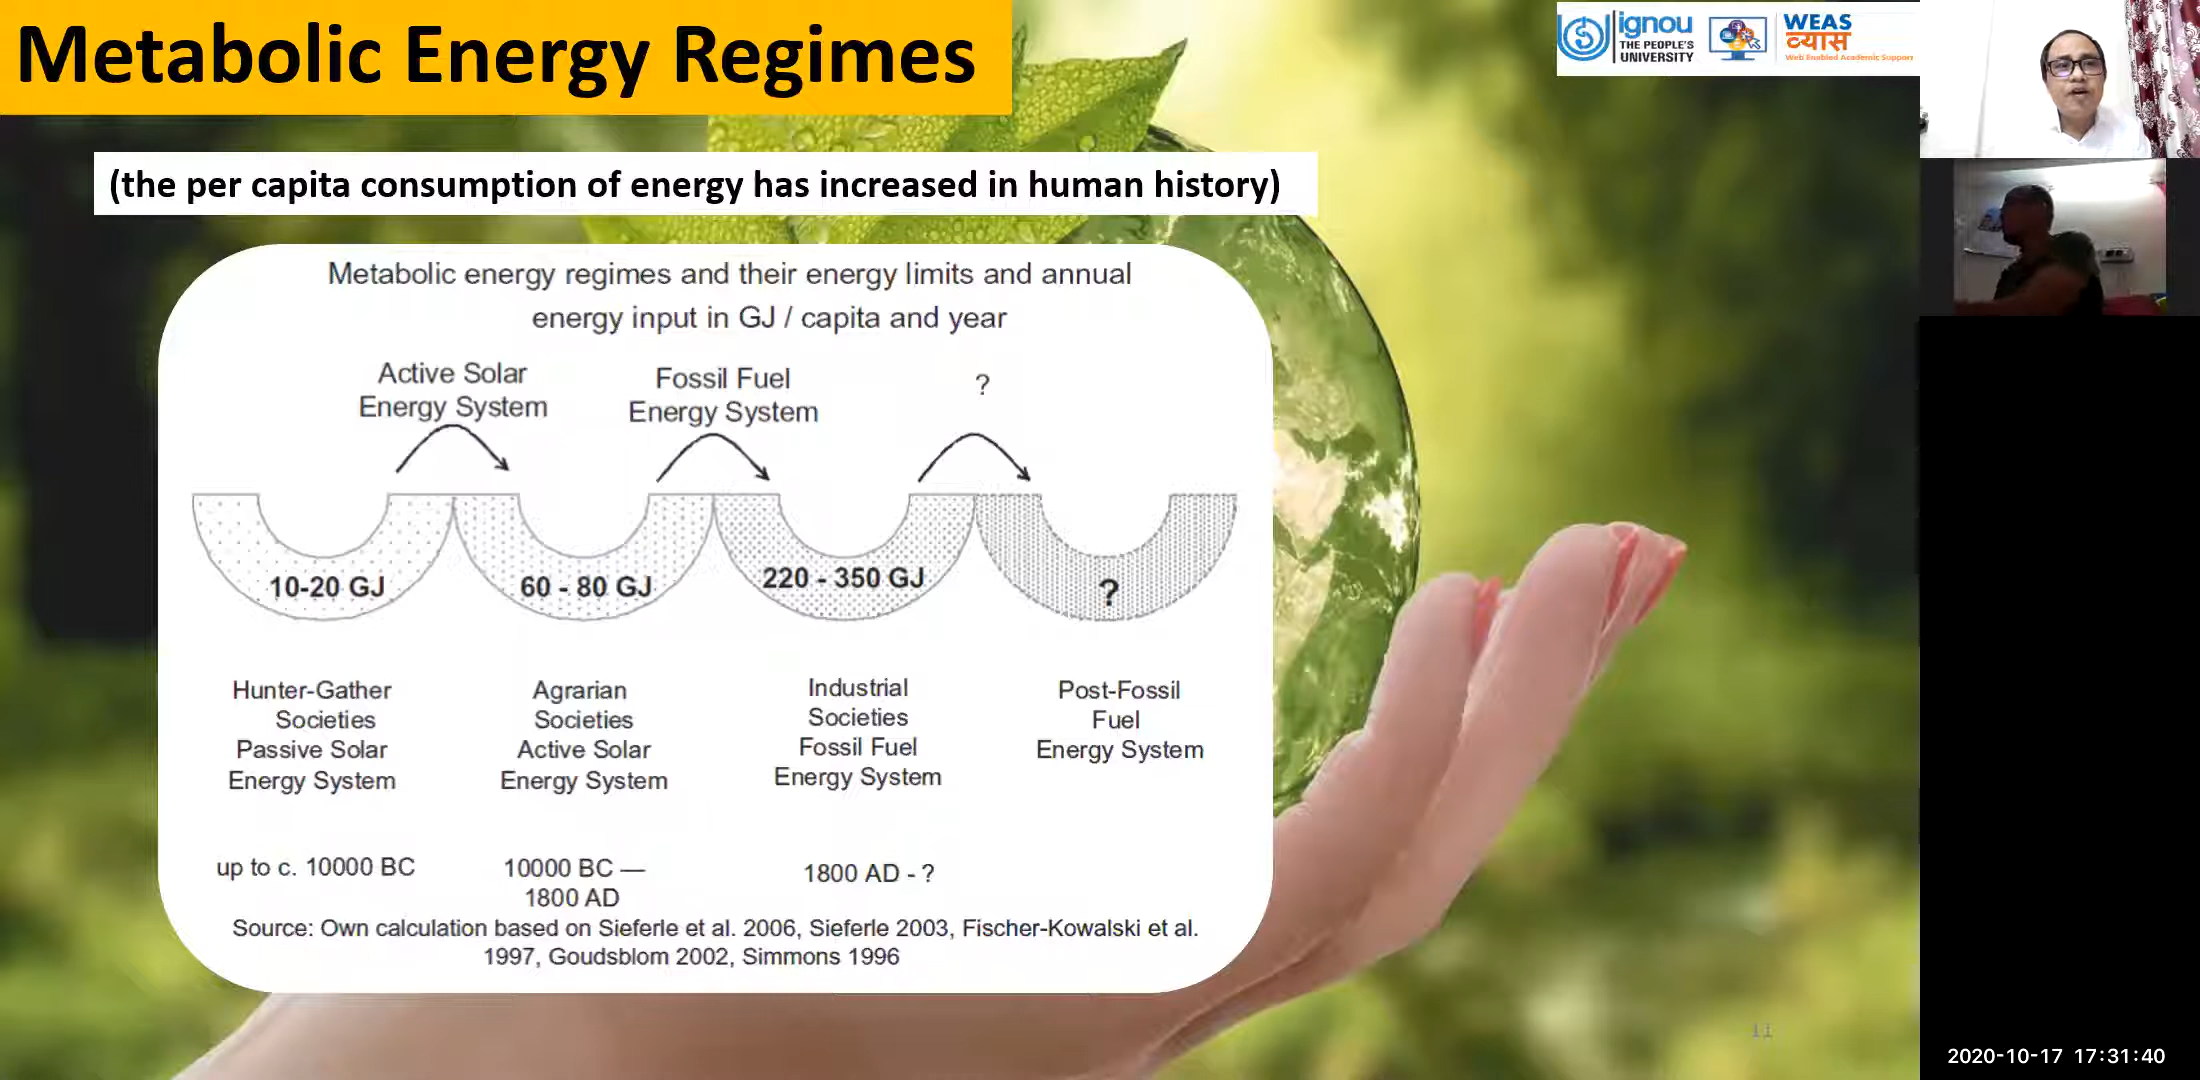 Metabolic Energy Regimes
ignou
THE PEOPLE'S
UNIVERSITY
WEAS
व्यास
Web Enabled Academic Support
(the per capita consumption of energy has increased in human history)
Metabolic energy regimes and their energy limits and annual
energy input in GJ / capita and year
Active Solar
Energy System
Fossil Fuel
Energy System
?
10-20 GJ
60 - 80 GJ
220 - 350 GJ
?
Hunter-Gather
Societies
Passive Solar
Energy System
Agrarian
Societies
Active Solar
Energy System
Industrial
Societies
Fossil Fuel
Energy System
Post-Fossil
Fuel
Energy System
up to c. 10000 BC
10000 BC —
1800 AD
1800 AD - ?
Source: Own calculation based on Sieferle et al. 2006, Sieferle 2003, Fischer-Kowalski et al.
1997, Goudsblom 2002, Simmons 1996
11
2020-10-17 17:31:40